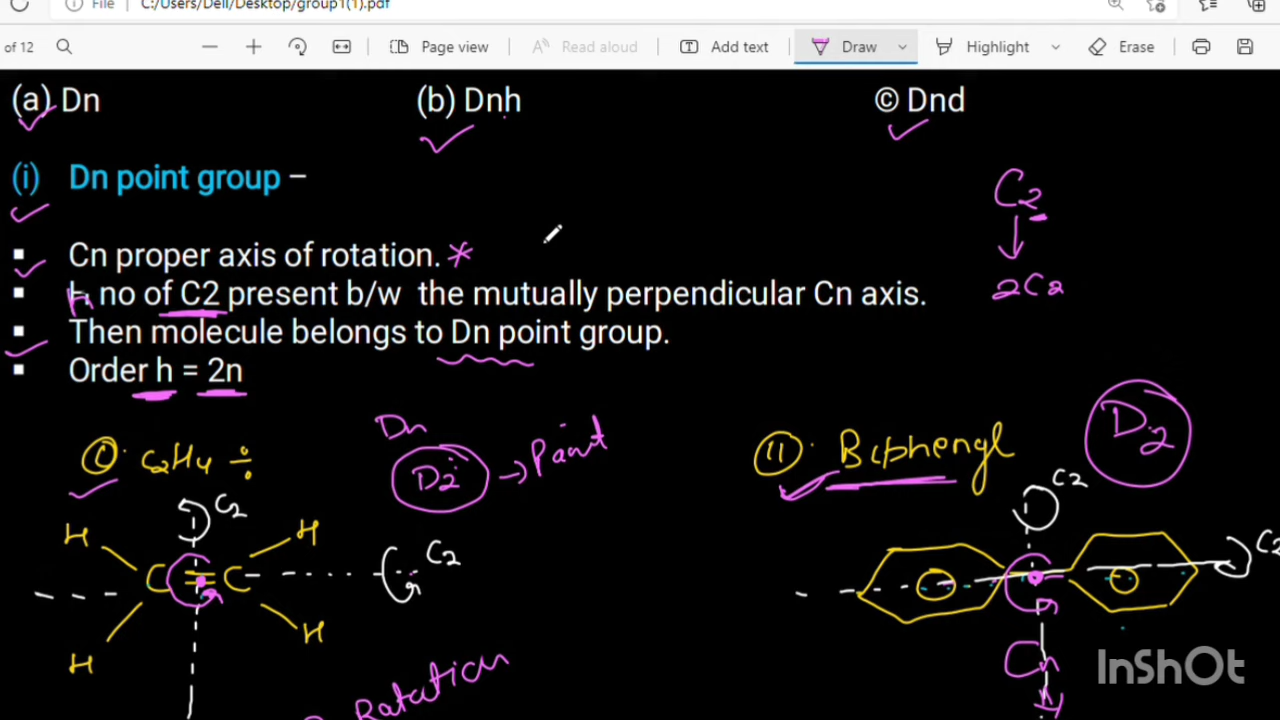 File C:/Users/Dell/Desktop/group1(1).pdf
of 12 Page view Read aloud Add text Draw Highlight Erase
(a) Dn (b) Dnh © Dnd
(i) Dn point group –
C2
Cn proper axis of rotation. *
2C2
h no of C2 present b/w the mutually perpendicular Cn axis.
Then molecule belongs to Dn point group.
Order h = 2n
Dn
(i) C2H4 ÷
D2 → Point
(11) Biphengl
D2
C2
C2
H H
C = C
C2
C2
H H
Cn
Rotation
InShOt